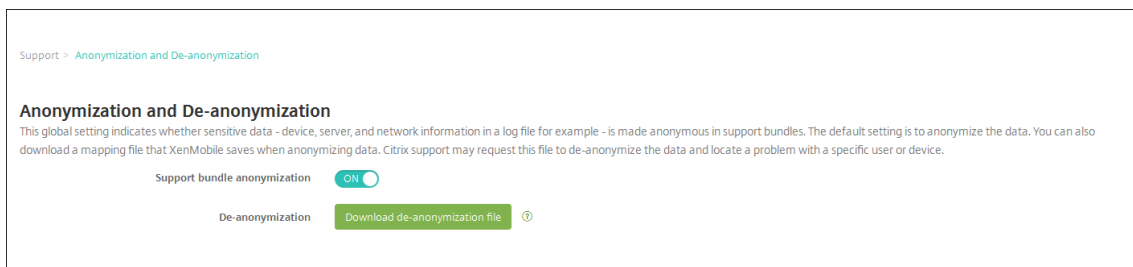 Support > Anonymization and De-anonymization
Anonymization and De-anonymization
This global setting indicates whether sensitive data - device, server, and network information in a log file for example - is made anonymous in support bundles. The default setting is to anonymize the data. You can also
download a mapping file that XenMobile saves when anonymizing data. Citrix support may request this file to de-anonymize the data and locate a problem with a specific user or device.
Support bundle anonymization ON
De-anonymization Download de-anonymization file ?